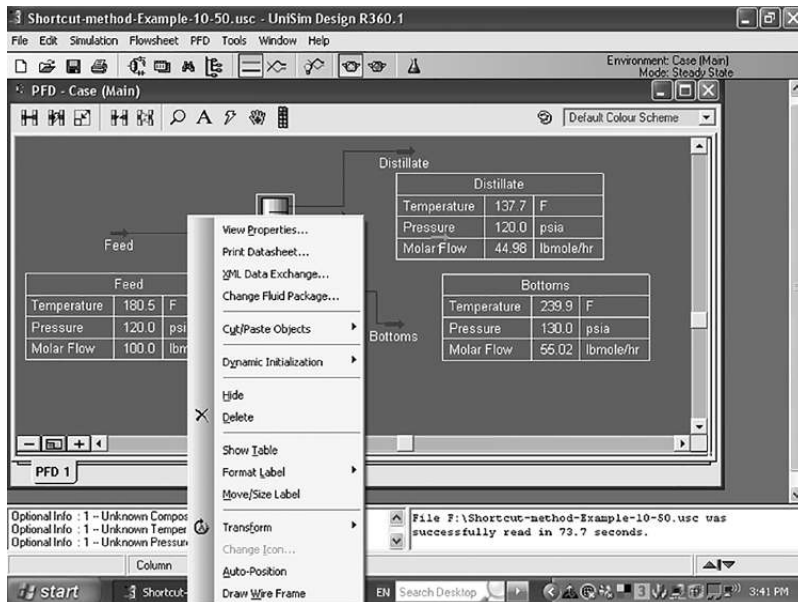 Shortcut-method-Example-10-50.usc - UniSim Design R360.1
File Edit Simulation Flowsheet PFD Tools Window Help
Environment: Case (Main)
Mode: Steady State
PFD - Case (Main)
Default Colour Scheme
Distillate
Distillate
Temperature 137.7 F
Pressure 120.0 psia
Molar Flow 44.98 lbmole/hr
Feed
Feed
Temperature 180.5 F
Pressure 120.0
Molar Flow 100.0
Bottoms
Bottoms
Temperature 239.9 F
Pressure 130.0 psia
Molar Flow 55.02 lbmole/hr
View Properties...
Print Datasheet...
XML Data Exchange...
Change Fluid Package...
Cut/Paste Objects
Dynamic Initialization
Hide
Delete
Show Table
Format Label
Move/Size Label
Transform
Change Icon...
Auto-Position
Draw Wire Frame
PFD 1
Optional Info : 1 -- Unknown
Optional Info : 1 -- Unknown
Optional Info : 1 -- Unknown
File F:\Shortcut-method-Example-10-50.usc was
successfully read in 73.7 seconds.
Column
start
Shortcut-
EN Search Desktop
3:41 PM